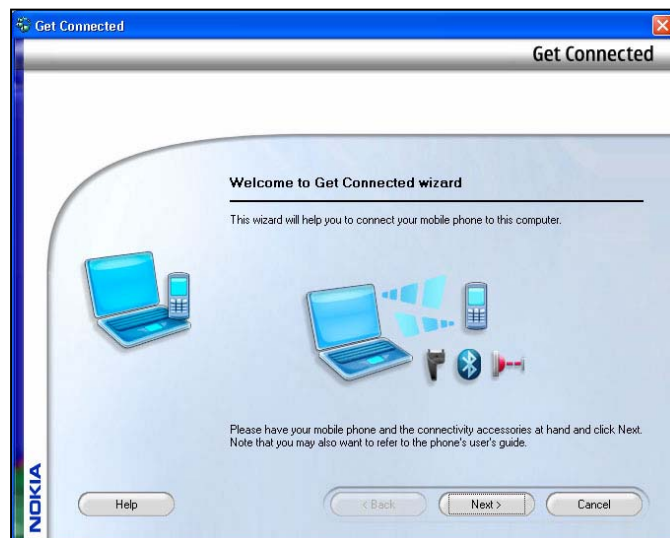 Get Connected
Get Connected
Welcome to Get Connected wizard
This wizard will help you to connect your mobile phone to this computer.
Please have your mobile phone and the connectivity accessories at hand and click Next.
Note that you may also want to refer to the phone's user's guide.
NOKIA
Help
< Back
Next >
Cancel